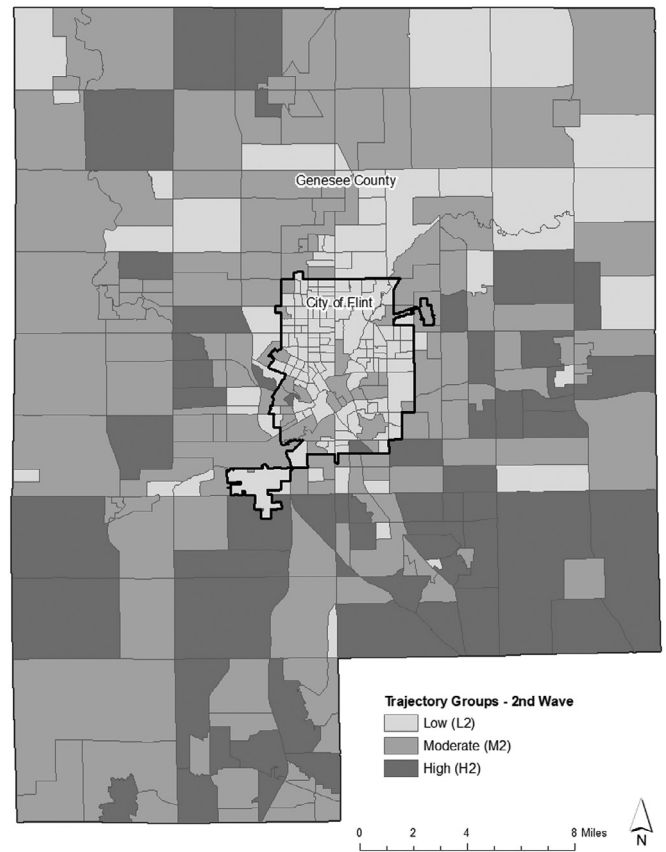 Genesee County
City of Flint
Trajectory Groups - 2nd Wave
Low (L2)
Moderate (M2)
High (H2)
0 2 4 8 Miles
N